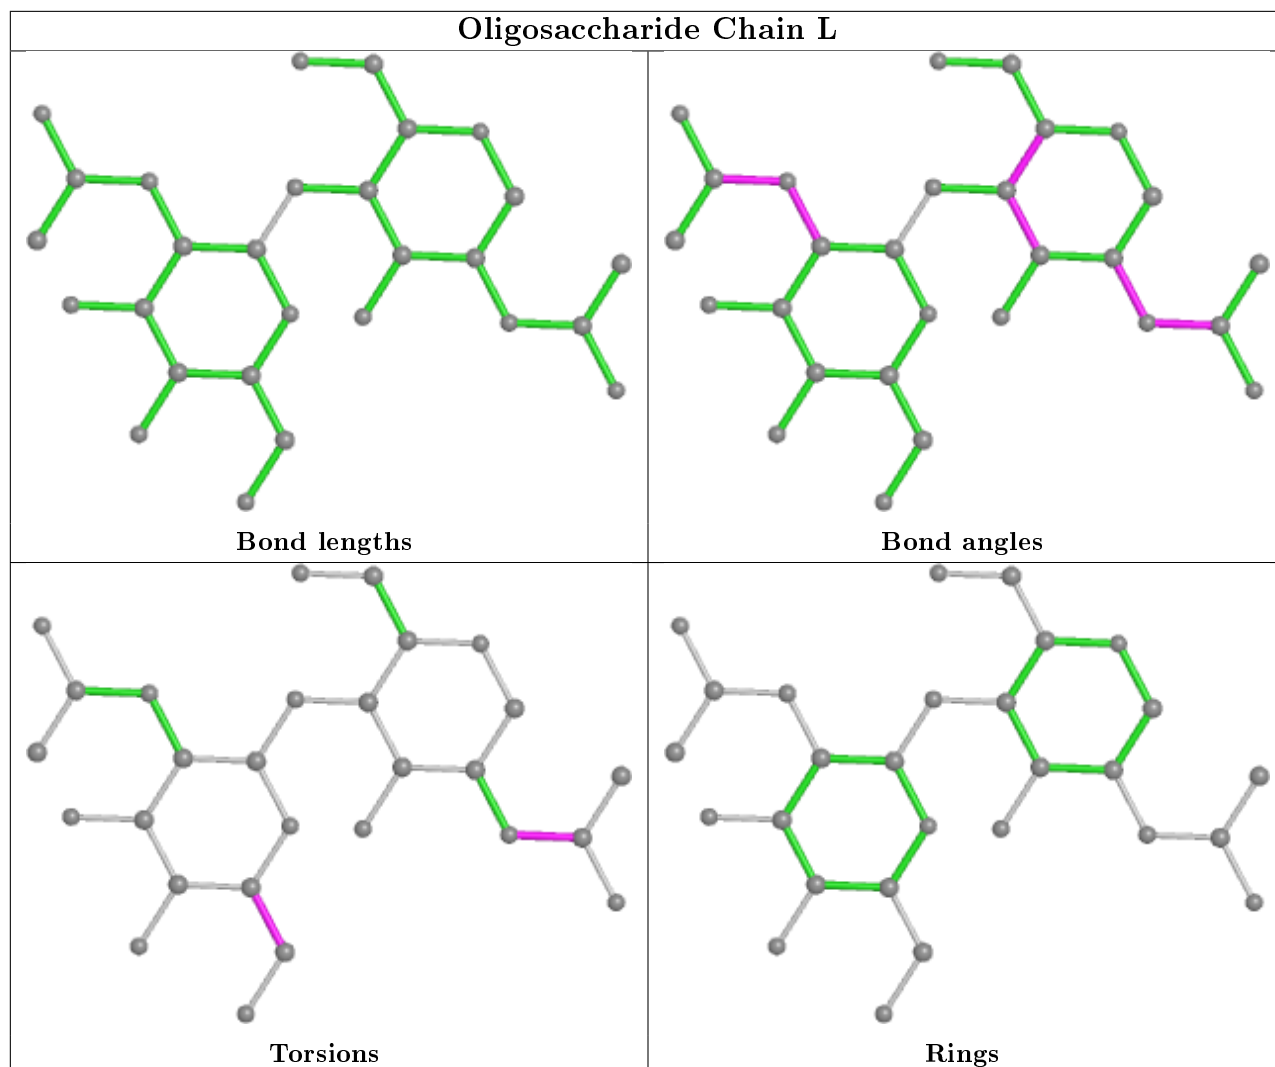 Oligosaccharide Chain L
Bond lengths
Bond angles
Torsions
Rings